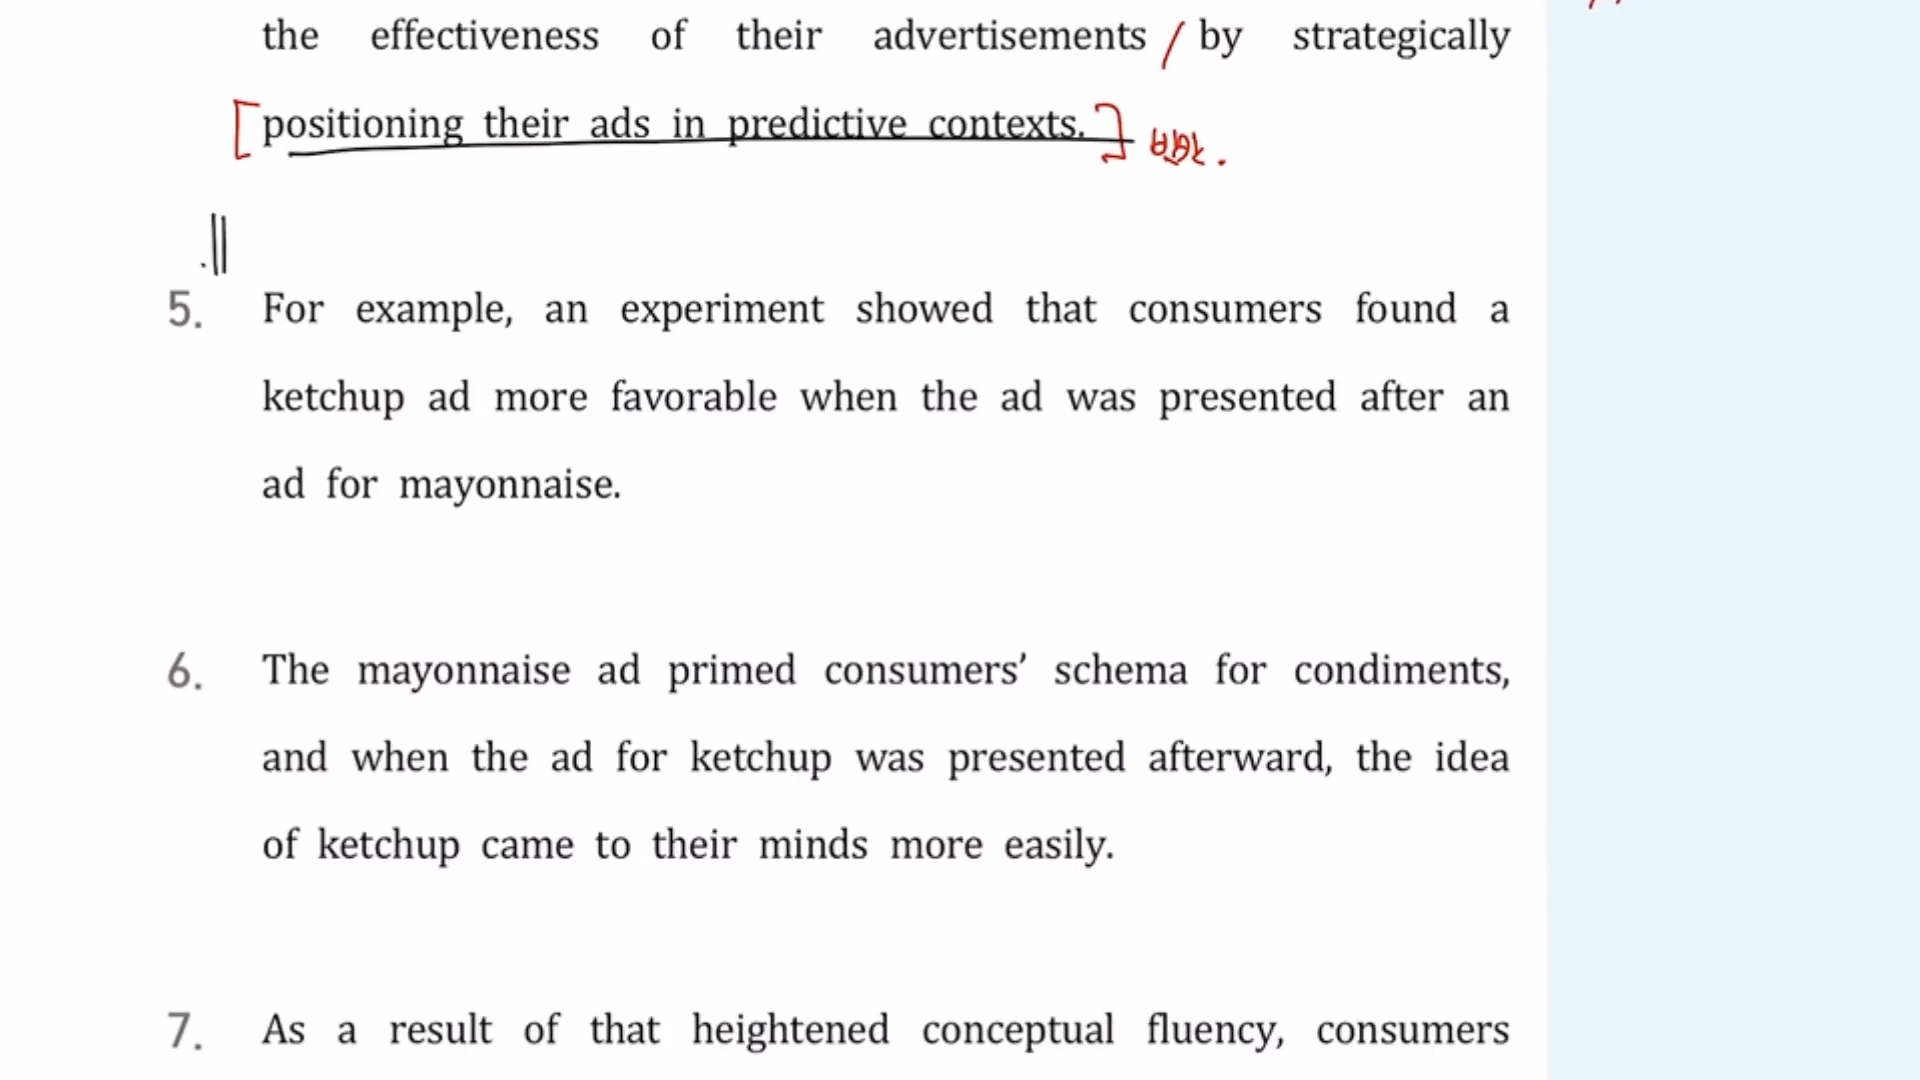 the effectiveness of their advertisements / by strategically
[positioning their ads in predictive contexts.]
5. For example, an experiment showed that consumers found a
ketchup ad more favorable when the ad was presented after an
ad for mayonnaise.
6. The mayonnaise ad primed consumers’ schema for condiments,
and when the ad for ketchup was presented afterward, the idea
of ketchup came to their minds more easily.
7. As a result of that heightened conceptual fluency, consumers